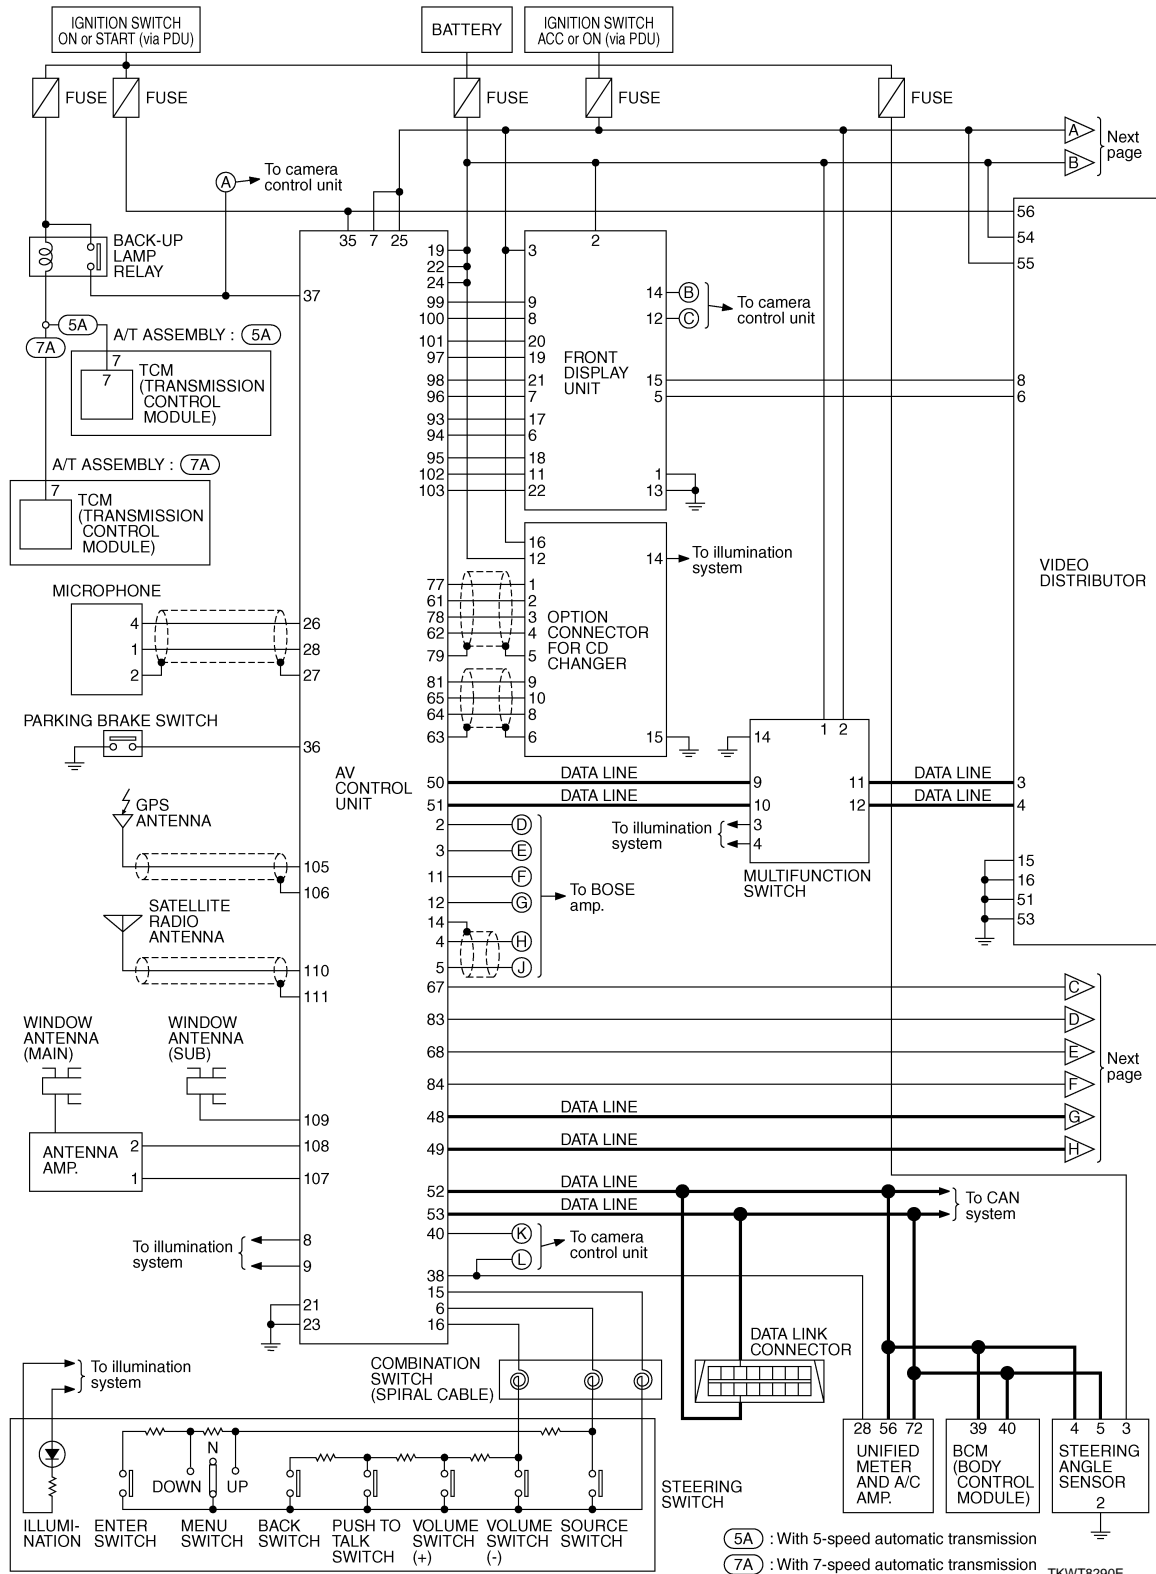 IGNITION SWITCH
ON or START (via PDU)
BATTERY
IGNITION SWITCH
ACC or ON (via PDU)
FUSE
FUSE
FUSE
FUSE
FUSE
A
B
Next
page
A
To camera
control unit
BACK-UP
LAMP
RELAY
35
7
25
2
56
54
55
19
22
24
3
37
99
9
100
8
101
20
97
19
98
21
96
7
93
17
94
6
95
18
102
11
103
22
FRONT
DISPLAY
UNIT
14
B
12
C
To camera
control unit
15
5
8
6
1
13
5A
7A
A/T ASSEMBLY : 5A
7
7
TCM
(TRANSMISSION
CONTROL
MODULE)
A/T ASSEMBLY : 7A
7
TCM
(TRANSMISSION
CONTROL
MODULE)
16
12
14
To illumination
system
VIDEO
DISTRIBUTOR
77
1
61
2
78
3
62
4
79
5
81
9
65
10
64
8
63
6
15
OPTION
CONNECTOR
FOR CD
CHANGER
MICROPHONE
4
1
2
26
28
27
PARKING BRAKE SWITCH
36
AV
CONTROL
UNIT
1
2
14
50
DATA LINE
9
11
DATA LINE
3
51
DATA LINE
10
12
DATA LINE
4
To illumination
system
3
4
MULTIFUNCTION
SWITCH
GPS
ANTENNA
105
106
2
D
3
E
11
F
12
G
14
4
H
5
J
To BOSE
amp.
15
16
51
53
SATELLITE
RADIO
ANTENNA
110
111
67
C
83
D
68
E
84
F
48
DATA LINE
G
49
DATA LINE
H
Next
page
WINDOW
ANTENNA
(MAIN)
WINDOW
ANTENNA
(SUB)
109
ANTENNA
AMP.
2
108
1
107
52
DATA LINE
53
DATA LINE
To CAN
system
40
K
L
To camera
control unit
To illumination
system
8
9
38
15
6
16
21
23
To illumination
system
COMBINATION
SWITCH
(SPIRAL CABLE)
DATA LINK
CONNECTOR
28
56
72
UNIFIED
METER
AND A/C
AMP.
39
40
BCM
(BODY
CONTROL
MODULE)
4
5
3
STEERING
ANGLE
SENSOR
2
N
DOWN
UP
STEERING
SWITCH
ILLUMI-
NATION
ENTER
SWITCH
MENU
SWITCH
BACK
SWITCH
PUSH TO
TALK
SWITCH
VOLUME
SWITCH
(+)
VOLUME
SWITCH
(-)
SOURCE
SWITCH
5A : With 5-speed automatic transmission
7A : With 7-speed automatic transmission
TKWT8290E